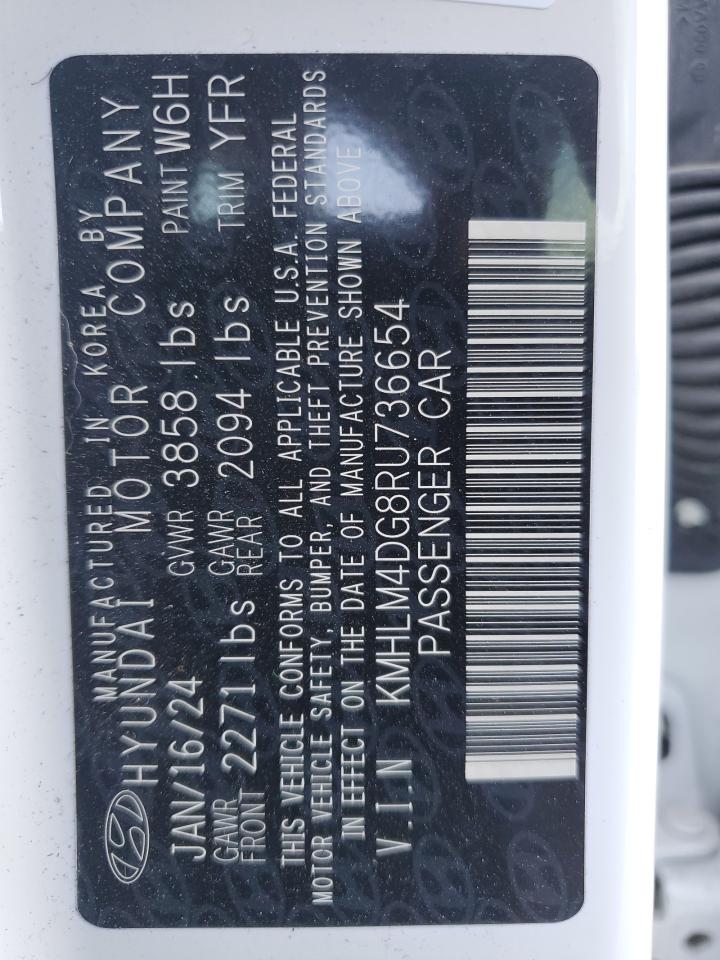 MANUFACTURED IN KOREA BY
HYUNDAI MOTOR COMPANY
JAN/16/24 GVWR 3858 lbs PAINT W6H
GAWR FRONT 2271 lbs GAWR REAR 2094 lbs TRIM YFR
THIS VEHICLE CONFORMS TO ALL APPLICABLE U.S.A. FEDERAL
MOTOR VEHICLE SAFETY, BUMPER, AND THEFT PREVENTION STANDARDS
IN EFFECT ON THE DATE OF MANUFACTURE SHOWN ABOVE
V.I.N KMHLM4DG8RU736654
PASSENGER CAR